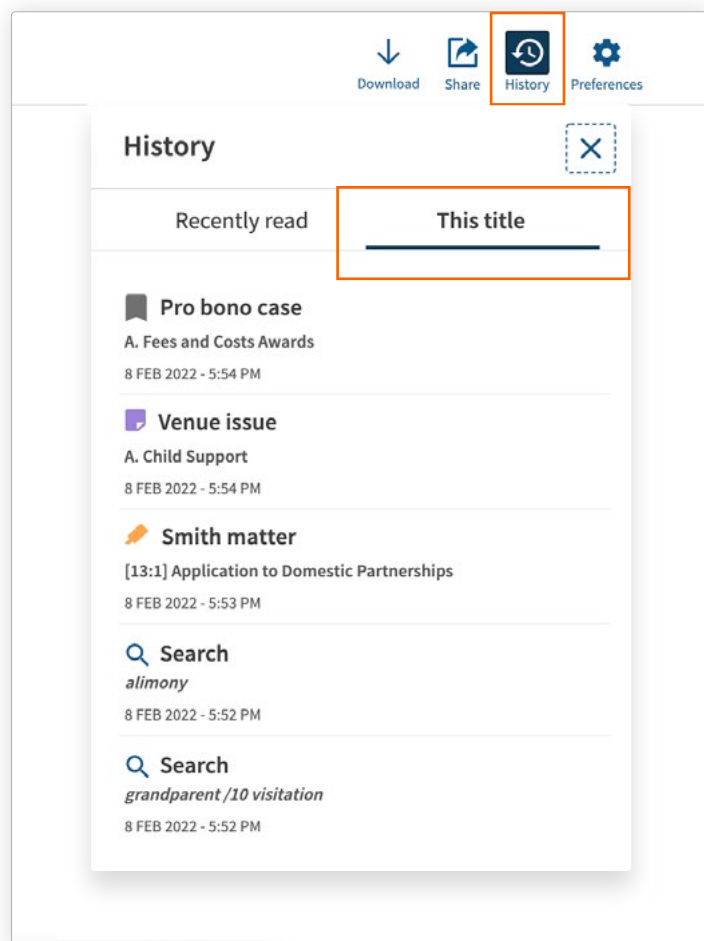 Download Share History Preferences
History
Recently read This title
Pro bono case
A. Fees and Costs Awards
8 FEB 2022 - 5:54 PM
Venue issue
A. Child Support
8 FEB 2022 - 5:54 PM
Smith matter
[13:1] Application to Domestic Partnerships
8 FEB 2022 - 5:53 PM
Search
alimony
8 FEB 2022 - 5:52 PM
Search
grandparent /10 visitation
8 FEB 2022 - 5:52 PM